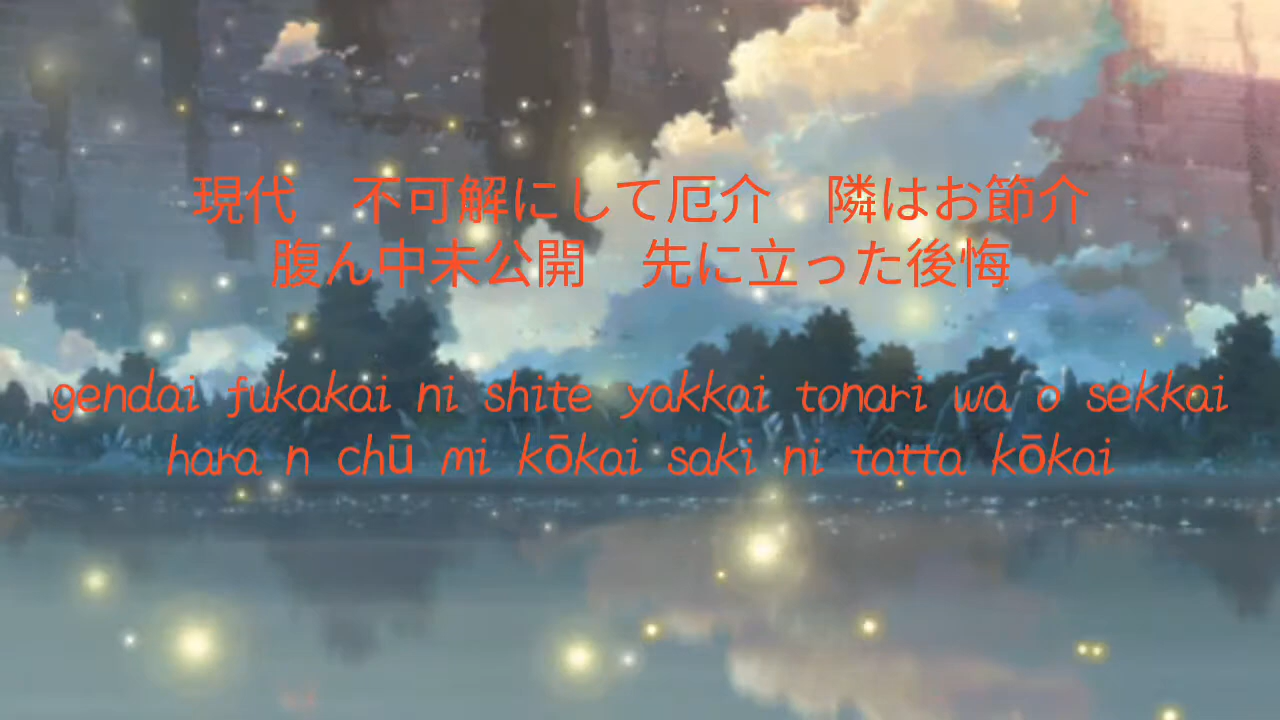 現代　不可解にして厄介　隣はお節介
腹ん中未公開　先に立った後悔
gendai fukakai ni shite yakkai tonari wa o sekkai
hara n chū mi kōkai saki ni tatta kōkai